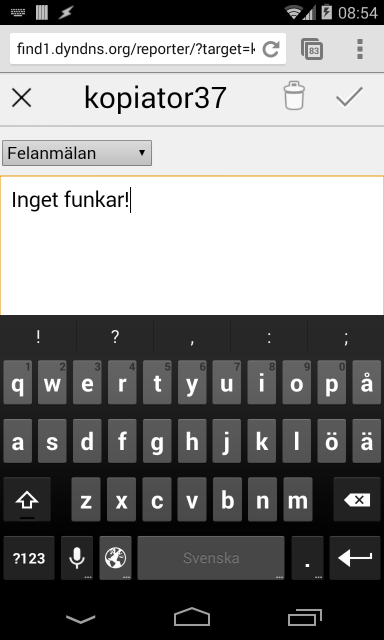 08:54
find1.dyndns.org/reporter/?target=k
83
kopiator37
Felanmälan
Inget funkar!
! ? , : ;
1 2 3 4 5 6 7 8 9 0
q w e r t y u i o p å
a s d f g h j k l ö ä
z x c v b n m
?123 Svenska .